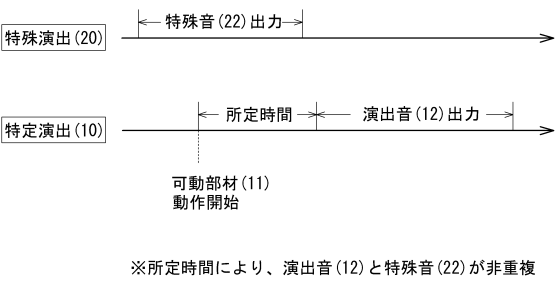 特殊音(22)出力
特殊演出(20)
所定時間
演出音(12)出力
特定演出(10)
可動部材(11)
動作開始
※所定時間により、演出音(12)と特殊音(22)が非重複